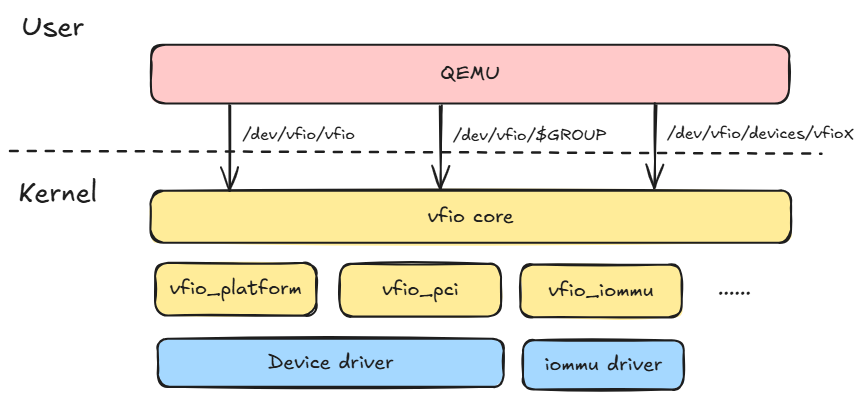 User
QEMU
/dev/vfio/vfio
/dev/vfio/$GROUP
/dev/vfio/devices/vfioX
Kernel
vfio core
vfio_platform
vfio_pci
vfio_iommu
......
Device driver
iommu driver